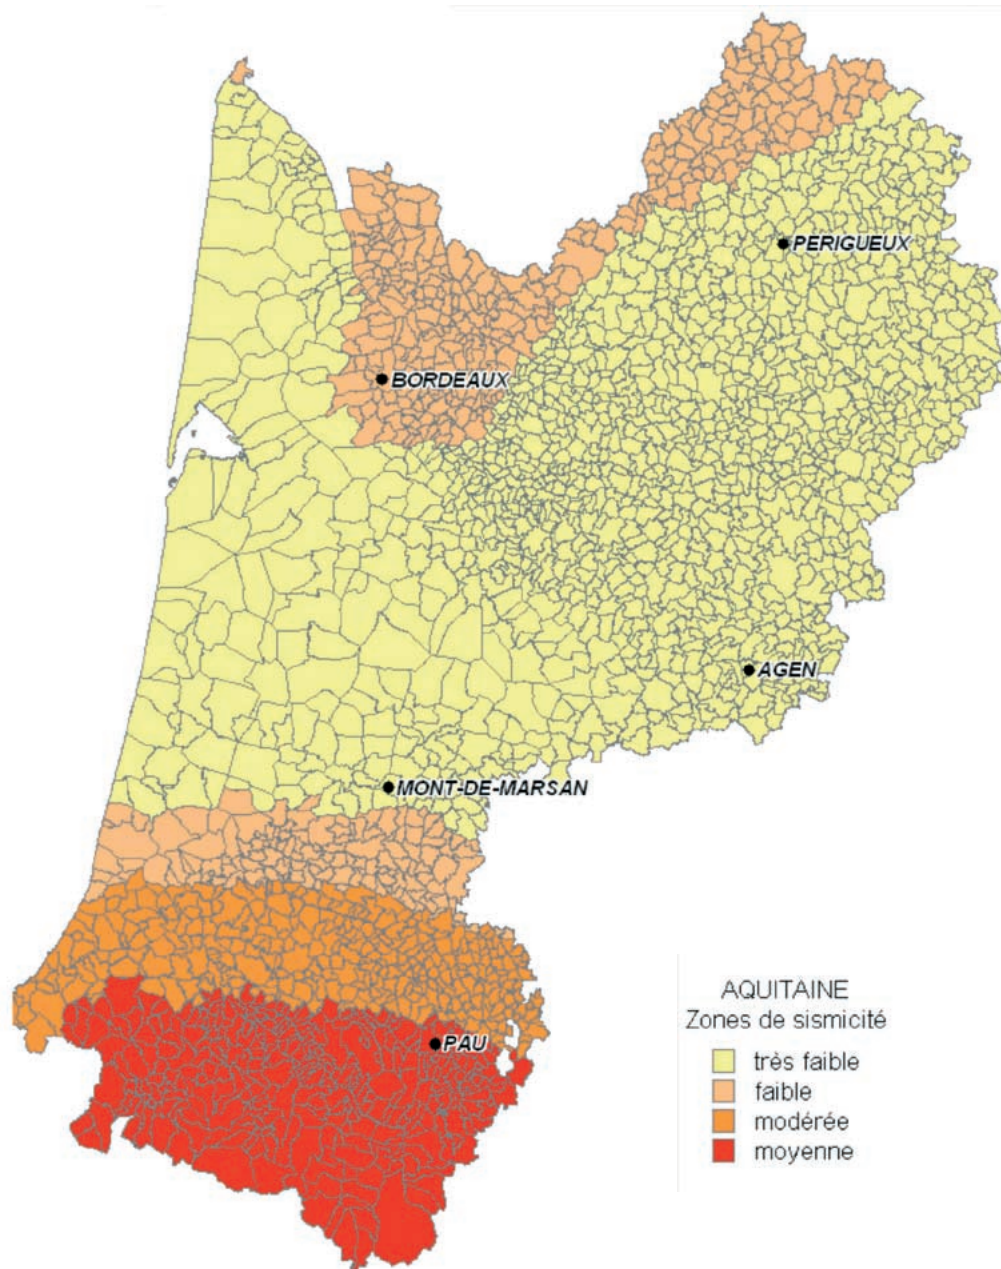 PERIGUEUX
BORDEAUX
AGEN
MONT-DE-MARSAN
PAU
AQUITAINE
Zones de sismicité
très faible
faible
modérée
moyenne